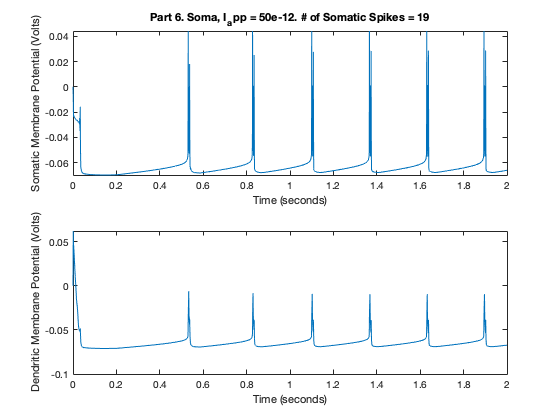 Part 6. Soma, I_a pp = 50e-12. # of Somatic Spikes = 19
Somatic Membrane Potential (Volts)
0.04
0.02
0
-0.02
-0.04
-0.06
0 0.2 0.4 0.6 0.8 1 1.2 1.4 1.6 1.8 2
Time (seconds)
Dendritic Membrane Potential (Volts)
0.05
0
-0.05
-0.1
0 0.2 0.4 0.6 0.8 1 1.2 1.4 1.6 1.8 2
Time (seconds)